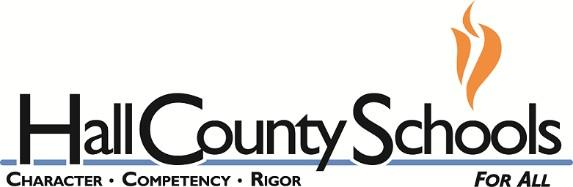 Hall County Schools
CHARACTER • COMPETENCY • RIGOR FOR ALL